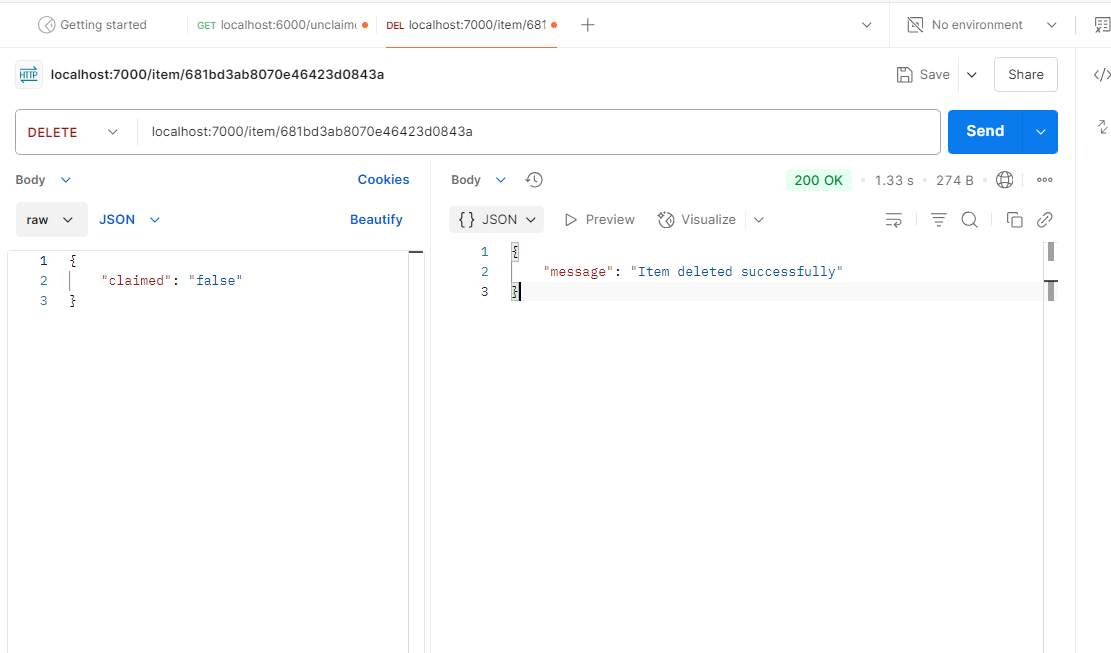 Getting started
GET localhost:6000/unclaim
DEL localhost:7000/item/681
No environment
HTTP localhost:7000/item/681bd3ab8070e46423d0843a
Save
Share
DELETE
localhost:7000/item/681bd3ab8070e46423d0843a
Send
Body
Cookies
raw
JSON
Beautify
1 {
2 "claimed": "false"
3 }
Body
200 OK
1.33 s
274 B
{} JSON
Preview
Visualize
1 {
2 "message": "Item deleted successfully"
3 }